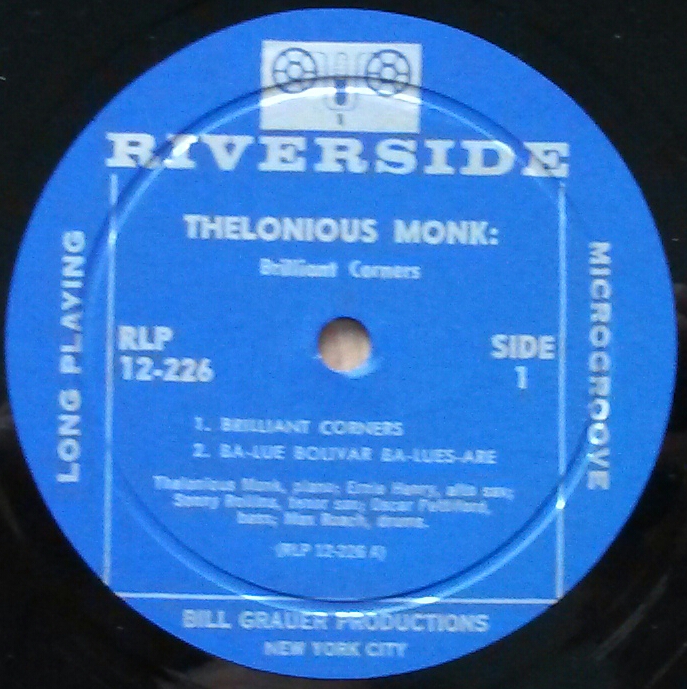 RIVERSIDE
THELONIOUS MONK:
Brilliant Corners
LONG PLAYING
RLP
12-226
SIDE
1
MICROGROOVE
1. BRILLIANT CORNERS
2. BA-LUE BOLIVAR BA-LUES-ARE
Thelonious Monk, piano; Ernie Henry, alto sax;
Sonny Rollins, tenor sax; Oscar Pettiford,
bass; Max Roach, drums.
(RLP 12-226 A)
BILL GRAUER PRODUCTIONS
NEW YORK CITY